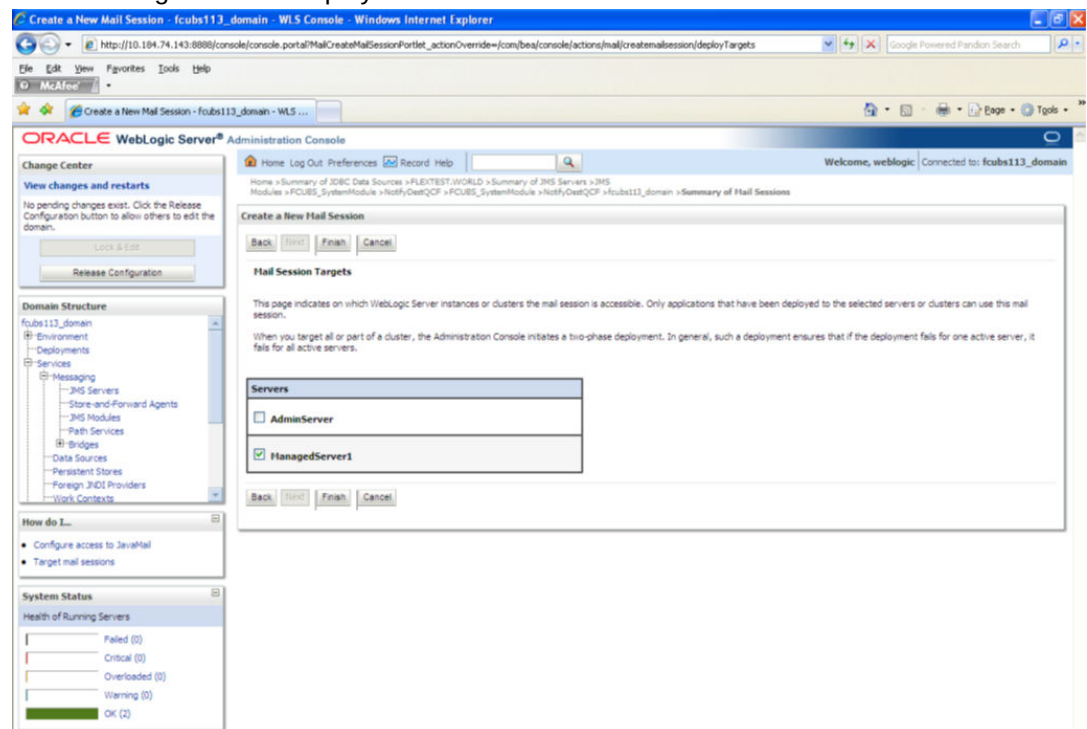 Create a New Mail Session - fcubs113_domain - WLS Console - Windows Internet Explorer
http://10.184.74.143:8888/console/console.portal?MailCreateMailSessionPortlet_actionOverride=/com/bea/console/actions/mail/createmailsession/deployTargets
Google Powered Pandion Search
File Edit View Favorites Tools Help
McAfee
Create a New Mail Session - fcubs113_domain - WLS ...
Page Tools
ORACLE WebLogic Server® Administration Console
Change Center
View changes and restarts
No pending changes exist. Click the Release
Configuration button to allow others to edit the
domain.
Lock & Edit
Release Configuration
Domain Structure
fcubs113_domain
Environment
Deployments
Services
Messaging
JMS Servers
Store-and-Forward Agents
JMS Modules
Path Services
Bridges
Data Sources
Persistent Stores
Foreign JNDI Providers
Work Contexts
How do I...
Configure access to JavaMail
Target mail sessions
System Status
Health of Running Servers
Failed (0)
Critical (0)
Overloaded (0)
Warning (0)
OK (2)
Home Log Out Preferences Record Help
Welcome, weblogic Connected to: fcubs113_domain
Home >Summary of JDBC Data Sources >FLEXTEST.WORLD >Summary of JMS Servers >JMS
Modules >FCUBS_SystemModule >NotifyDestQCF >FCUBS_SystemModule >NotifyDestQCF >fcubs113_domain >Summary of Mail Sessions
Create a New Mail Session
Back Next Finish Cancel
Mail Session Targets
This page indicates on which WebLogic Server instances or clusters the mail session is accessible. Only applications that have been deployed to the selected servers or clusters can use this mail
session.
When you target all or part of a cluster, the Administration Console initiates a two-phase deployment. In general, such a deployment ensures that if the deployment fails for one active server, it
fails for all active servers.
Servers
AdminServer
ManagedServer1
Back Next Finish Cancel